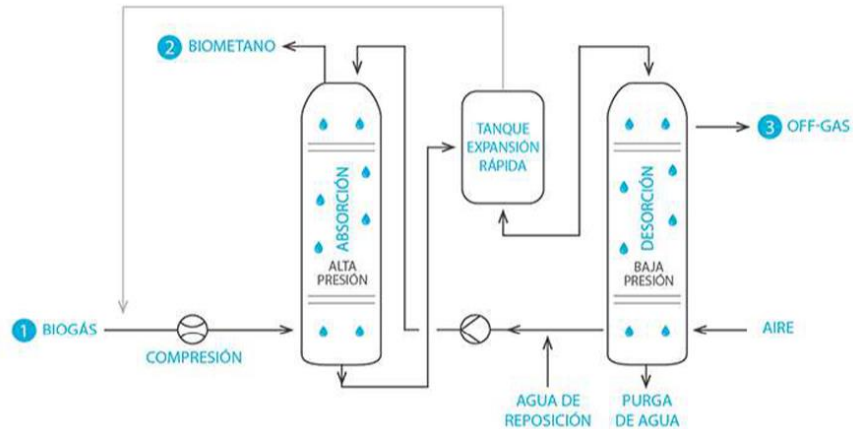 2 BIOMETANO
TANQUE
EXPANSIÓN
RÁPIDA
3 OFF-GAS
ABSORCIÓN
ALTA
PRESIÓN
DESORCIÓN
BAJA
PRESIÓN
1 BIOGÁS
COMPRESIÓN
AIRE
AGUA DE
REPOSICIÓN
PURGA
DE AGUA